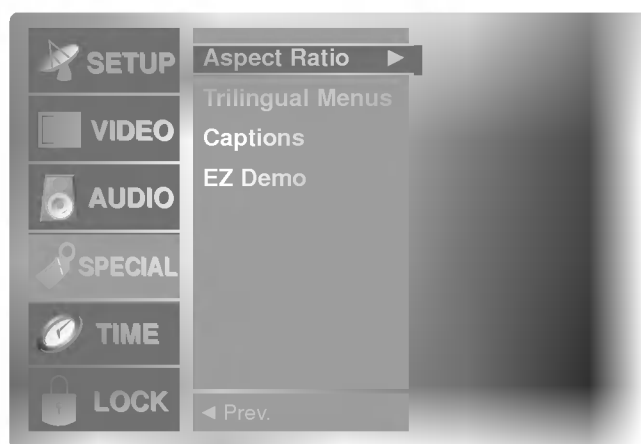 SETUP
VIDEO
AUDIO
SPECIAL
TIME
LOCK
Aspect Ratio ►
Trilingual Menus
Captions
EZ Demo
◄ Prev.